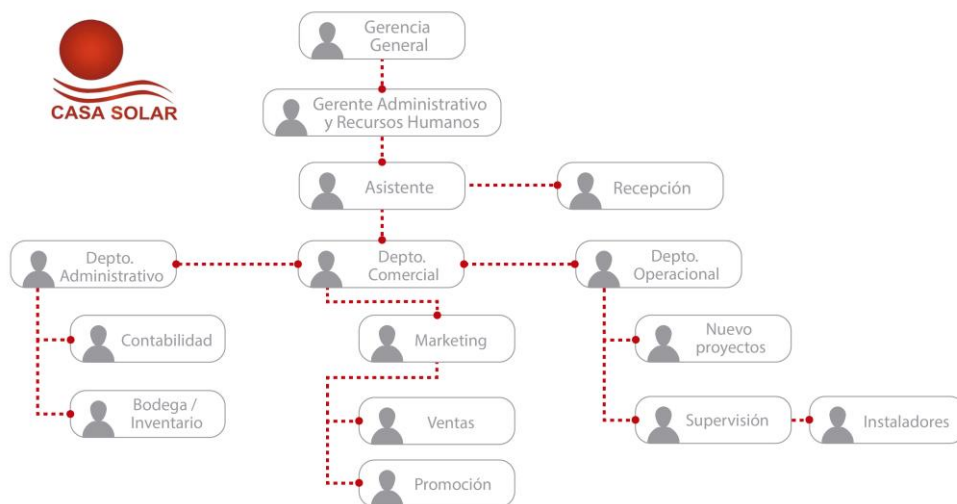 Gerencia
General
CASA SOLAR
Gerente Administrativo
y Recursos Humanos
Asistente
Recepción
Depto.
Administrativo
Depto.
Comercial
Depto.
Operacional
Contabilidad
Marketing
Nuevo
proyectos
Bodega /
Inventario
Ventas
Supervisión
Instaladores
Promoción